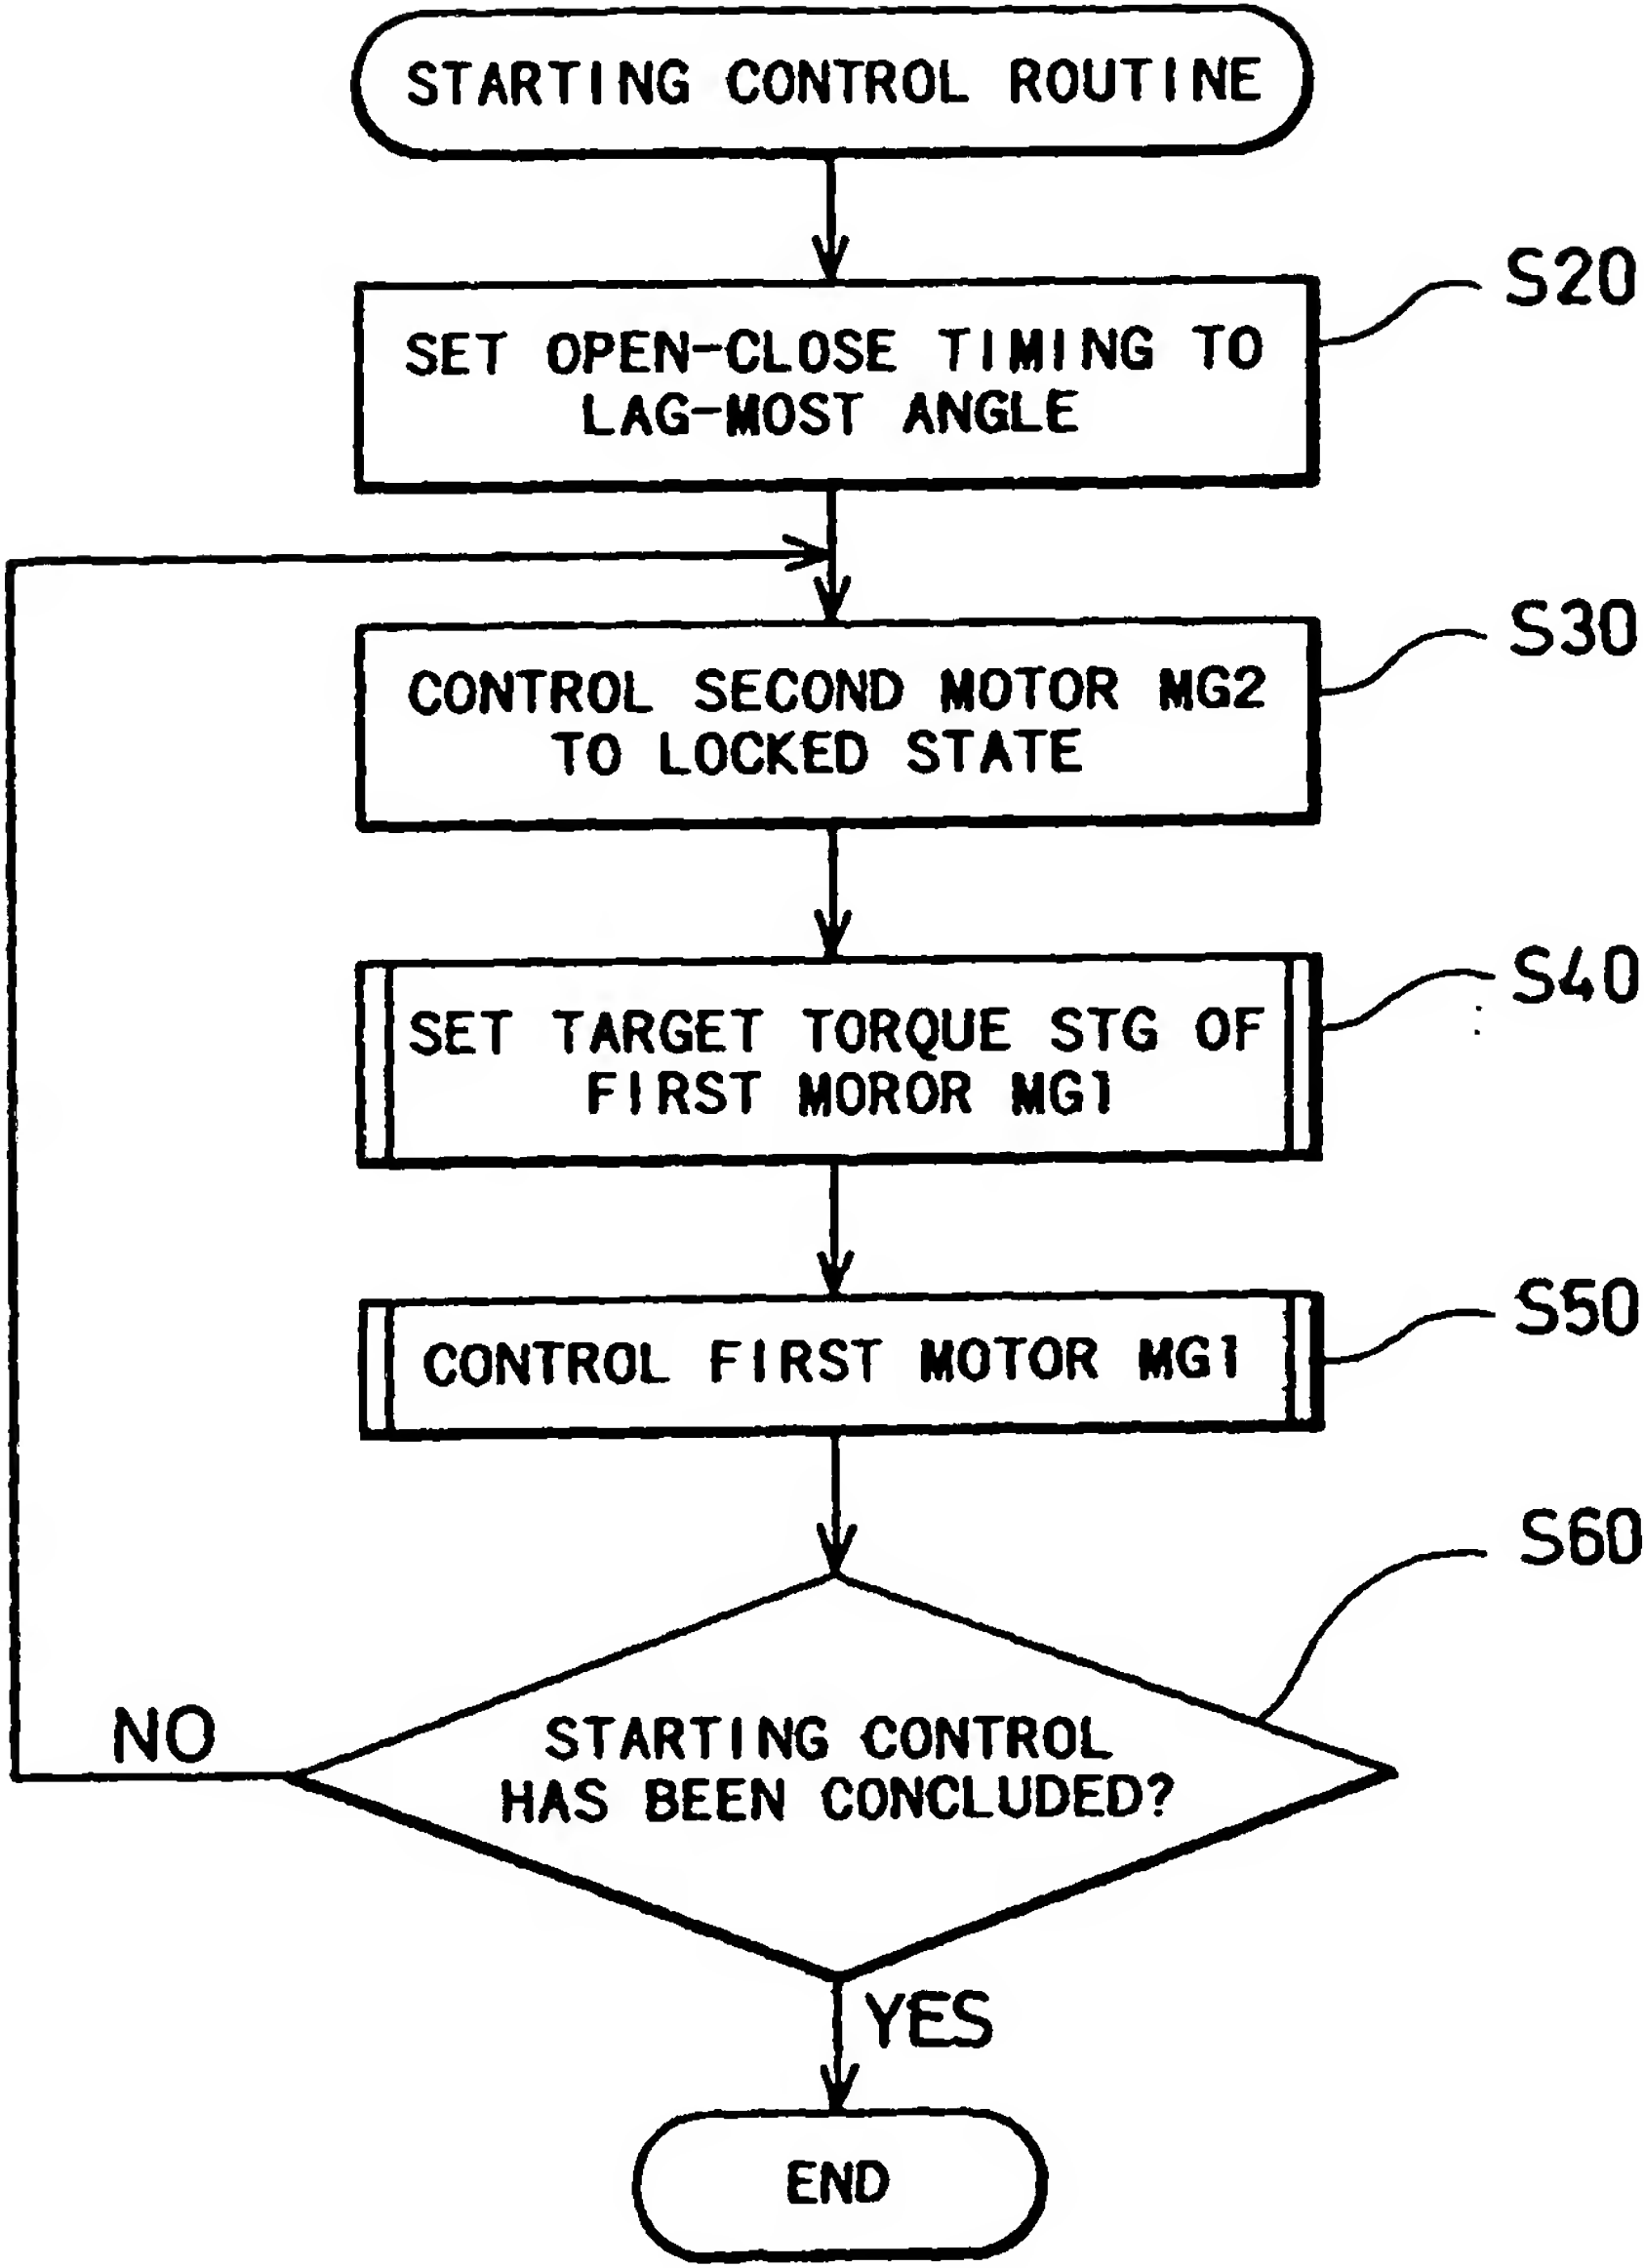 STARTING CONTROL ROUTINE
S20
SET OPEN-CLOSE TIMING TO
LAG-MOST ANGLE
S30
CONTROL SECOND MOTOR MG2
TO LOCKED STATE
S40
SET TARGET TORQUE STG OF
FIRST MOROR MG1
S50
CONTROL FIRST MOTOR MG1
S60
STARTING CONTROL
HAS BEEN CONCLUDED?
NO
YES
END